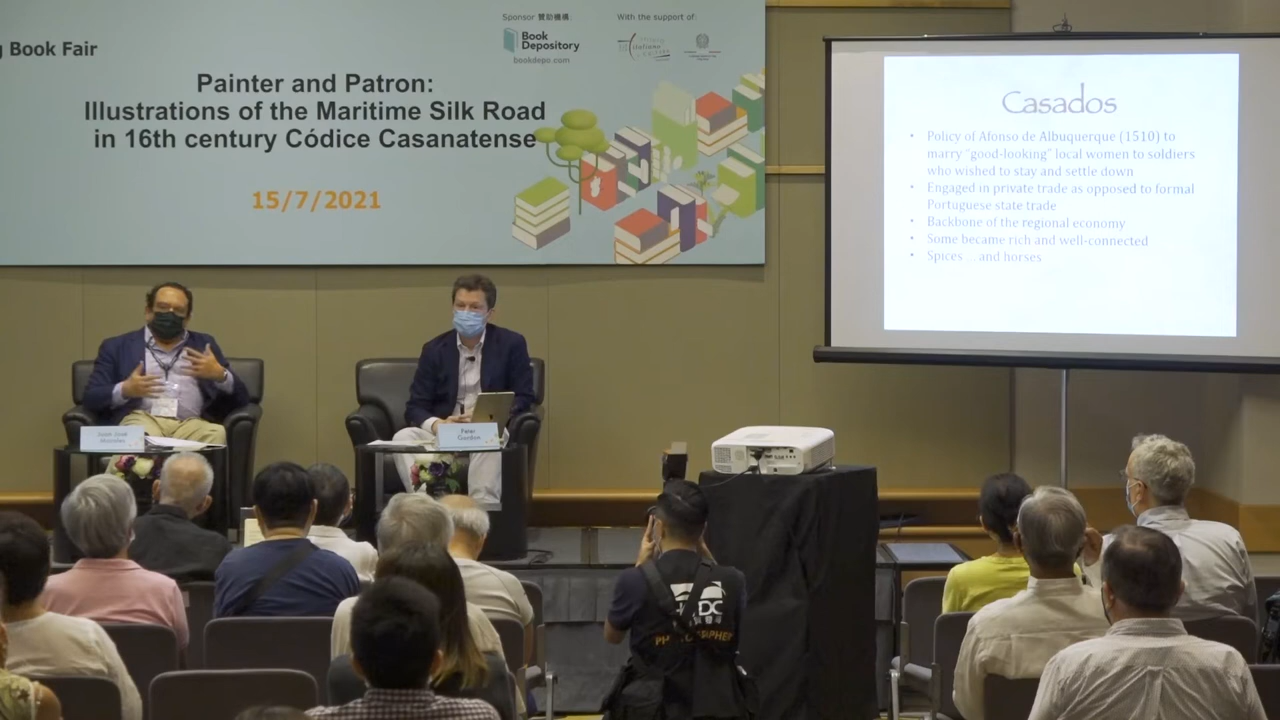 g Book Fair
Sponsor 贊助機構:
Book
Depository
bookdepo.com
With the support of:
italiano
Painter and Patron:
Illustrations of the Maritime Silk Road
in 16th century Códice Casanatense
15/7/2021
Casados
• Policy of Afonso de Albuquerque (1510) to
marry "good-looking" local women to soldiers
who wished to stay and settle down
• Engaged in private trade as opposed to formal
Portuguese state trade
• Backbone of the regional economy
• Some became rich and well-connected
• Spices ... and horses
Juan José
Morales
Peter
Gordon
PHOTOGRAPHER